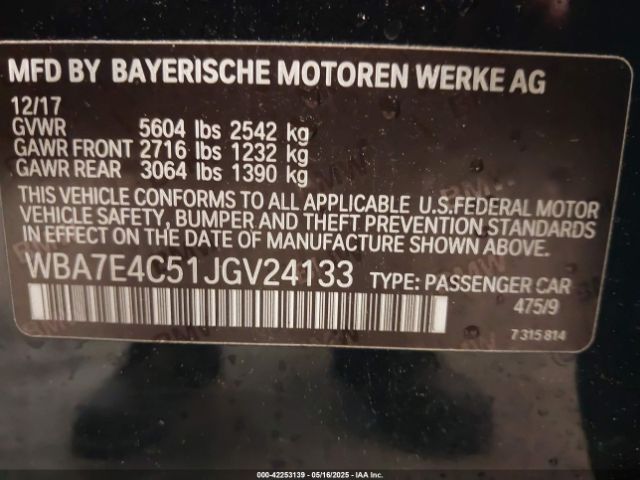 MFD BY BAYERISCHE MOTOREN WERKE AG
12/17
GVWR 5604 lbs 2542 kg
GAWR FRONT 2716 lbs 1232 kg
GAWR REAR 3064 lbs 1390 kg
THIS VEHICLE CONFORMS TO ALL APPLICABLE U.S.FEDERAL MOTOR
VEHICLE SAFETY, BUMPER AND THEFT PREVENTION STANDARDS
IN EFFECT ON THE DATE OF MANUFACTURE SHOWN ABOVE.
WBA7E4C51JGV24133 TYPE: PASSENGER CAR
475/9
7 315 814
000-42253139 - 05/16/2025 - IAA Inc.